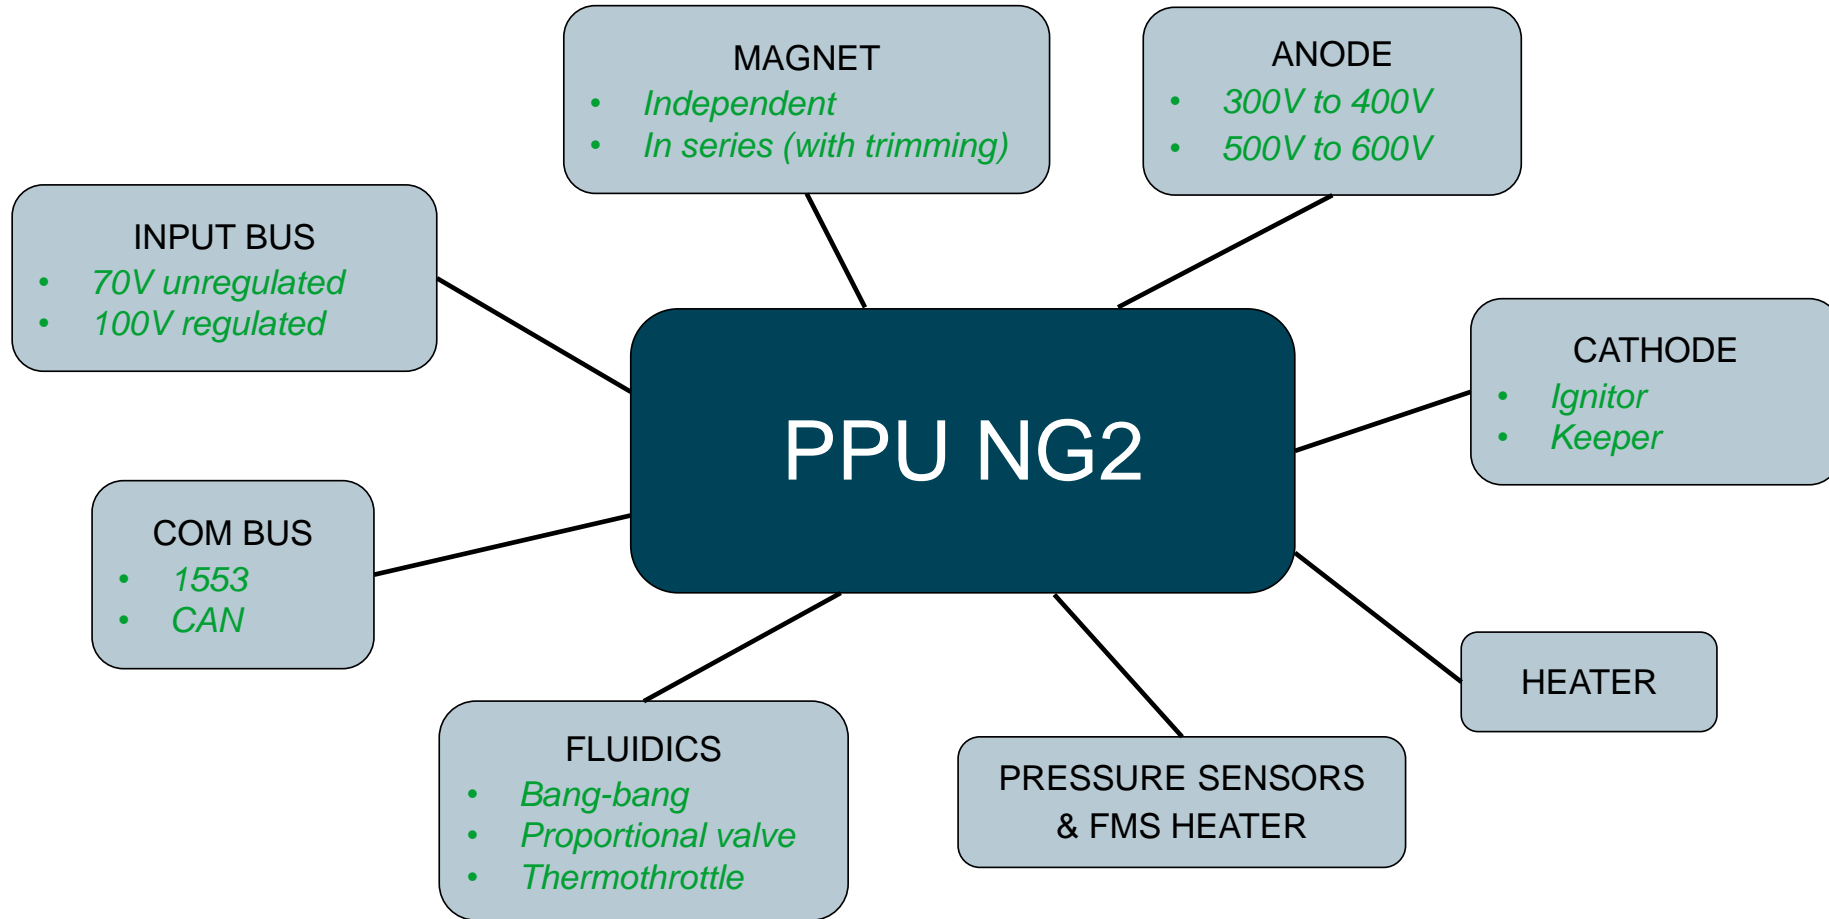 MAGNET
• Independent
• In series (with trimming)
ANODE
• 300V to 400V
• 500V to 600V
INPUT BUS
• 70V unregulated
• 100V regulated
CATHODE
• Ignitor
• Keeper
PPU NG2
COM BUS
• 1553
• CAN
HEATER
FLUIDICS
• Bang-bang
• Proportional valve
• Thermothrottle
PRESSURE SENSORS
& FMS HEATER